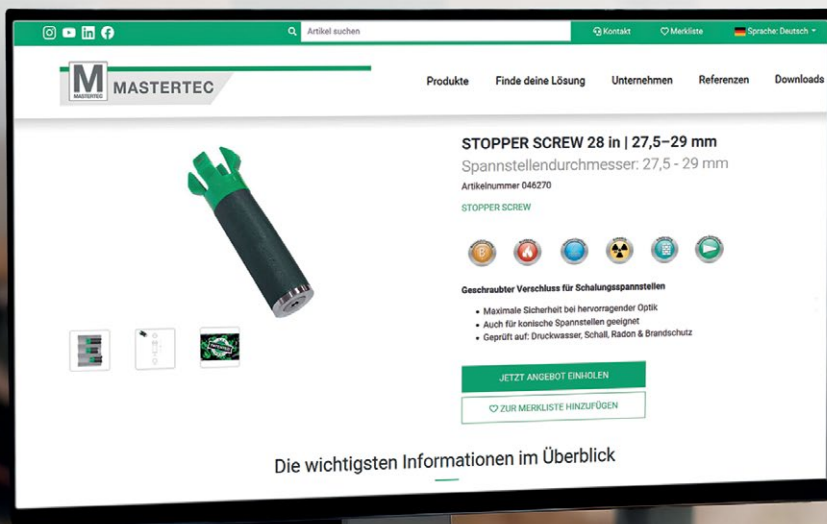 Artikel suchen
Kontakt
Merkliste
Sprache: Deutsch
M
MASTERTEC
MASTERTEC
Produkte
Finde deine Lösung
Unternehmen
Referenzen
Downloads
STOPPER SCREW 28 in | 27,5–29 mm
Spannstellendurchmesser: 27,5 - 29 mm
Artikelnummer 046270
STOPPER SCREW
Geschraubter Verschluss für Schalungsspannstellen
• Maximale Sicherheit bei hervorragender Optik
• Auch für konische Spannstellen geeignet
• Geprüft auf: Druckwasser, Schall, Radon & Brandschutz
JETZT ANGEBOT EINHOLEN
ZUR MERKLISTE HINZUFÜGEN
Die wichtigsten Informationen im Überblick